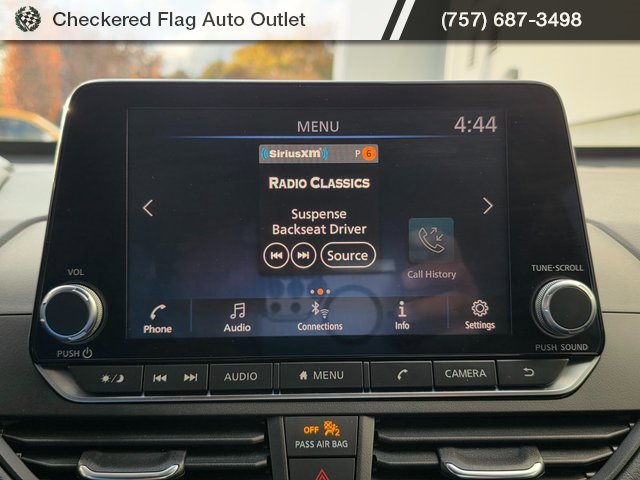 Checkered Flag Auto Outlet
(757) 687-3498
MENU
4:44
SiriusXM P 6
RADIO CLASSICS
Suspense
Backseat Driver
Source
Call History
VOL
TUNE·SCROLL
Phone Audio Connections Info Settings
PUSH
PUSH SOUND
AUDIO MENU CAMERA
OFF 2
PASS AIR BAG